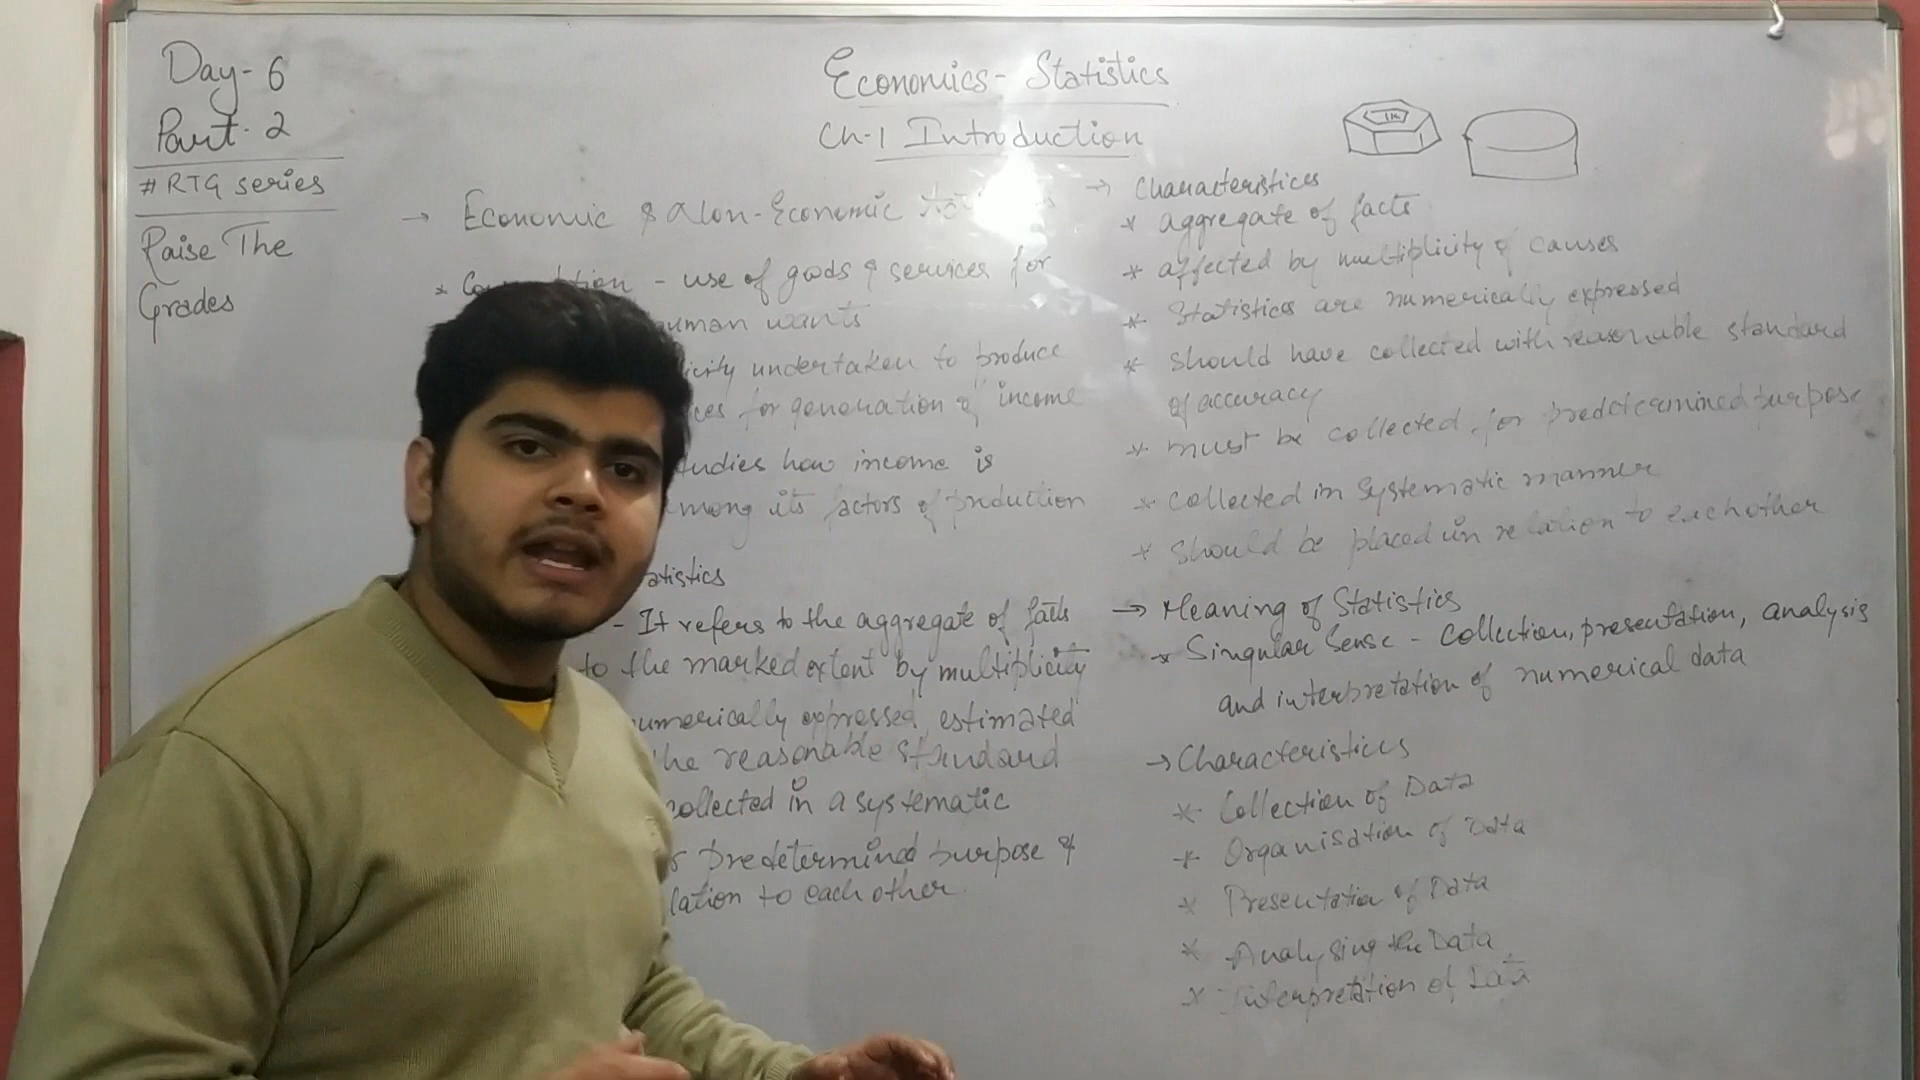 Day-6
Part-2
# RTG series
Raise The
Grades
Economics - Statistics
Ch-1 Introduction
→ Economic & Non-Economic
* - use of goods & services for
human wants
undertaken to produce
for generation of income
studies how income is
among its factors of production
- It refers to the aggregate of facts
to the marked extent by multiplicity
numerically expressed, estimated
the reasonable standard
collected in a systematic
predetermined purpose &
to each other.
→ Characteristics
* aggregate of facts
* affected by multiplicity of causes
* Statistics are numerically expressed
* should have collected with reasonable standard
of accuracy
* must be collected for predetermined purpose
* collected in systematic manner
* should be placed in relation to each other
→ Meaning of Statistics
* Singular Sense - collection, presentation, analysis
and interpretation of numerical data
→ Characteristics
* Collection of Data
* Organisation of Data
* Presentation of Data
* Analysing the Data
* Interpretation of Data